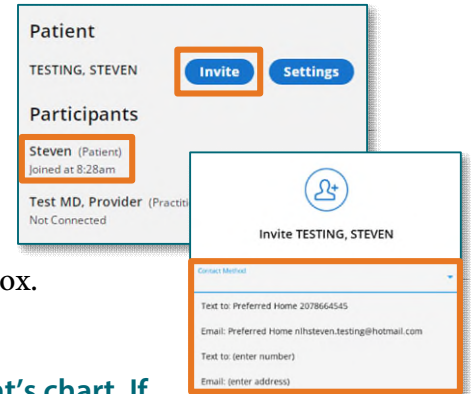 Patient
TESTING, STEVEN Invite Settings
Participants
Steven (Patient)
Joined at 8:28am
Test MD, Provider
Not Connected
Invite TESTING, STEVEN
Contact Method
Text to: Preferred Home 2078664545
Email: Preferred Home nlhsteven.testing@hotmail.com
Text to: (enter number)
Email: (enter address)
ox.
t's chart. If